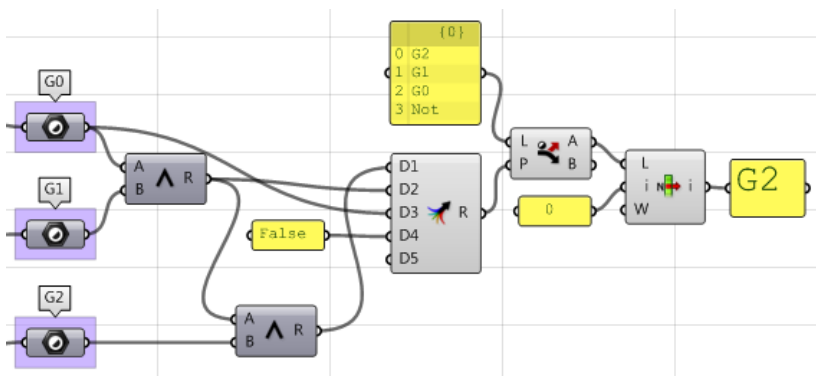 {0}
0 G2
1 G1
2 G0
3 Not
G0
A
B
R
G1
L
P
A
B
L
i
W
N
i
G2
D1
D2
D3
D4
D5
R
0
False
G2
A
B
R